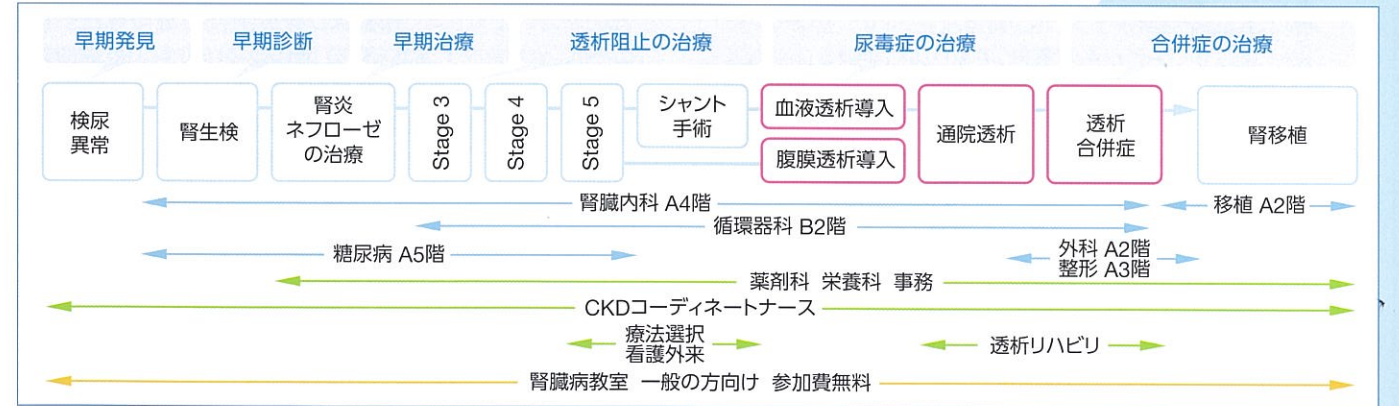 早期発見 早期診断 早期治療 透析阻止の治療 尿毒症の治療 合併症の治療
検尿
異常
腎生検
腎炎
ネフローゼ
の治療
Stage 3
Stage 4
Stage 5
シャント
手術
血液透析導入
腹膜透析導入
通院透析
透析
合併症
腎移植
腎臓内科 A4階
移植 A2階
循環器科 B2階
糖尿病 A5階
外科 A2階
整形 A3階
薬剤科 栄養科 事務
CKDコーディネートナース
療法選択
看護外来
透析リハビリ
腎臓病教室 一般の方向け 参加費無料